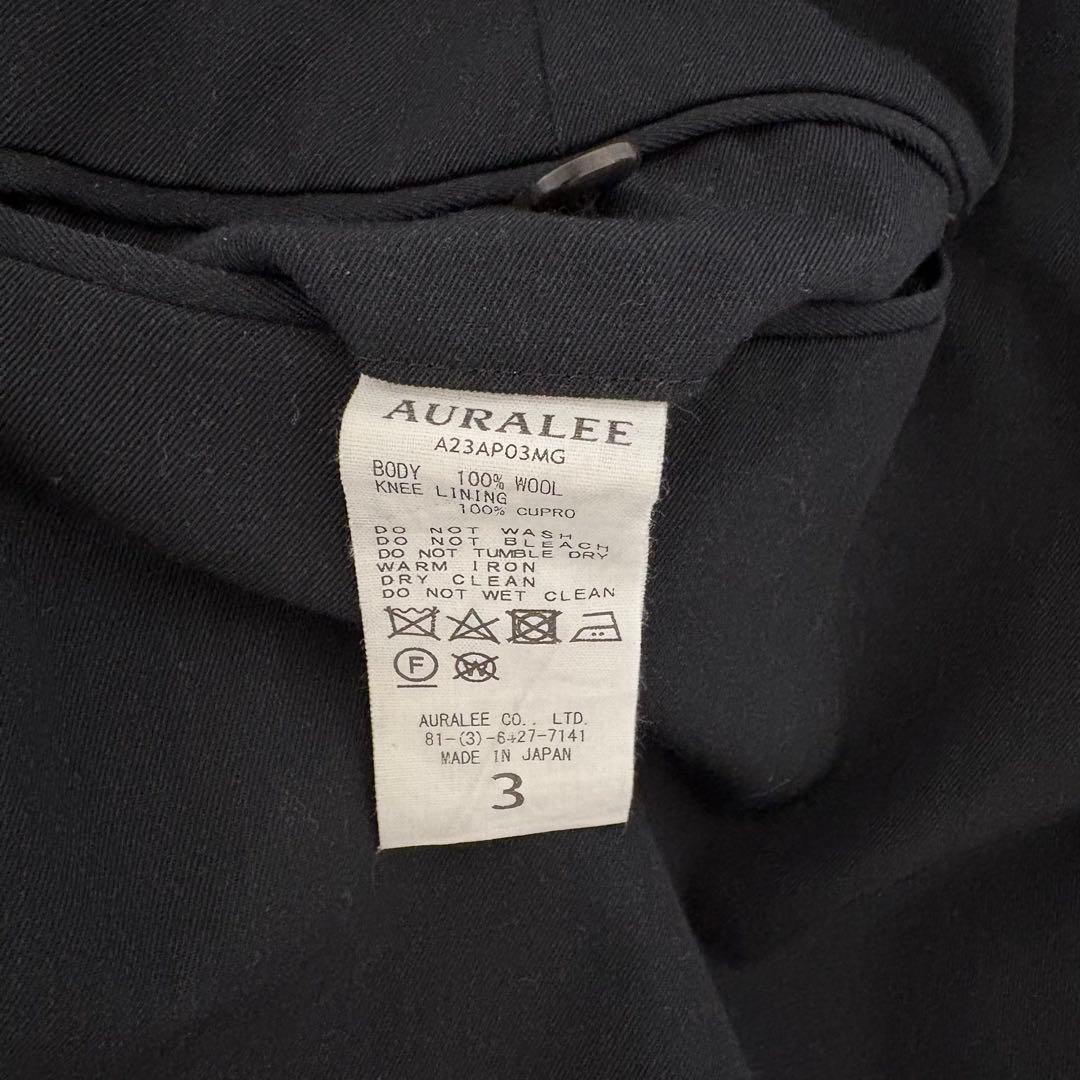 AURALEE
A23AP03MG
BODY 100% WOOL
KNEE LINING
100% CUPRO
DO NOT WASH
DO NOT BLEACH
DO NOT TUMBLE DRY
WARM IRON
DRY CLEAN
DO NOT WET CLEAN
F W
AURALEE CO., LTD.
81-(3)-6427-7141
MADE IN JAPAN
3